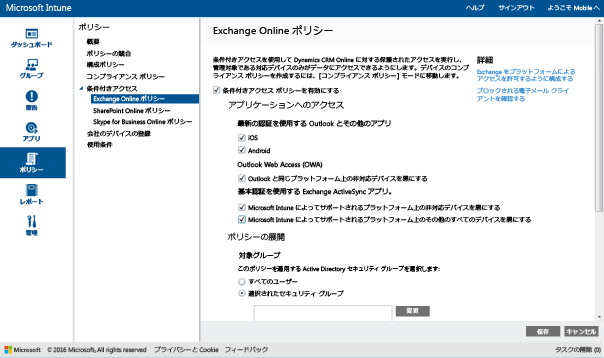 Microsoft Intune
ヘルプ サインアウト ようこそ Mobile へ
ダッシュボード
グループ
警告
アプリ
ポリシー
レポート
管理
ポリシー
概要
ポリシーの競合
構成ポリシー
コンプライアンス ポリシー
条件付きアクセス
Exchange Online ポリシー
SharePoint Online ポリシー
Skype for Business Online ポリシー
会社のデバイスの登録
使用条件
Exchange Online ポリシー
条件付きアクセスを使用して Dynamics CRM Online に対する保護されたアクセスを実行し、
管理対象である対応デバイスのみがデータにアクセスできるようにします。デバイスのコンプ
ライアンス ポリシーを作成するには、[コンプライアンス ポリシー] モードに移動します。
条件付きアクセス ポリシーを有効にする
アプリケーションへのアクセス
最新の認証を使用する Outlook とその他のアプリ
iOS
Android
Outlook Web Access (OWA)
Outlook と同じプラットフォーム上の非対応デバイスを禁にする
基本認証を使用する Exchange ActiveSync アプリ。
Microsoft Intune によってサポートされるプラットフォーム上の非対応デバイスを禁にする
Microsoft Intune によってサポートされるプラットフォーム上のその他のすべてのデバイスを禁にする
ポリシーの展開
対象グループ
このポリシーを適用する Active Directory セキュリティ グループを選択します:
すべてのユーザー
選択されたセキュリティ グループ
変更
詳細
Exchange をプラットフォームによる
アクセスを許可するように構成する
ブロックされる電子メール クライ
アントを確認する
保存 キャンセル
Microsoft © 2016 Microsoft, All rights reserved プライバシーと Cookie フィードバック
タスクの削除 (0)